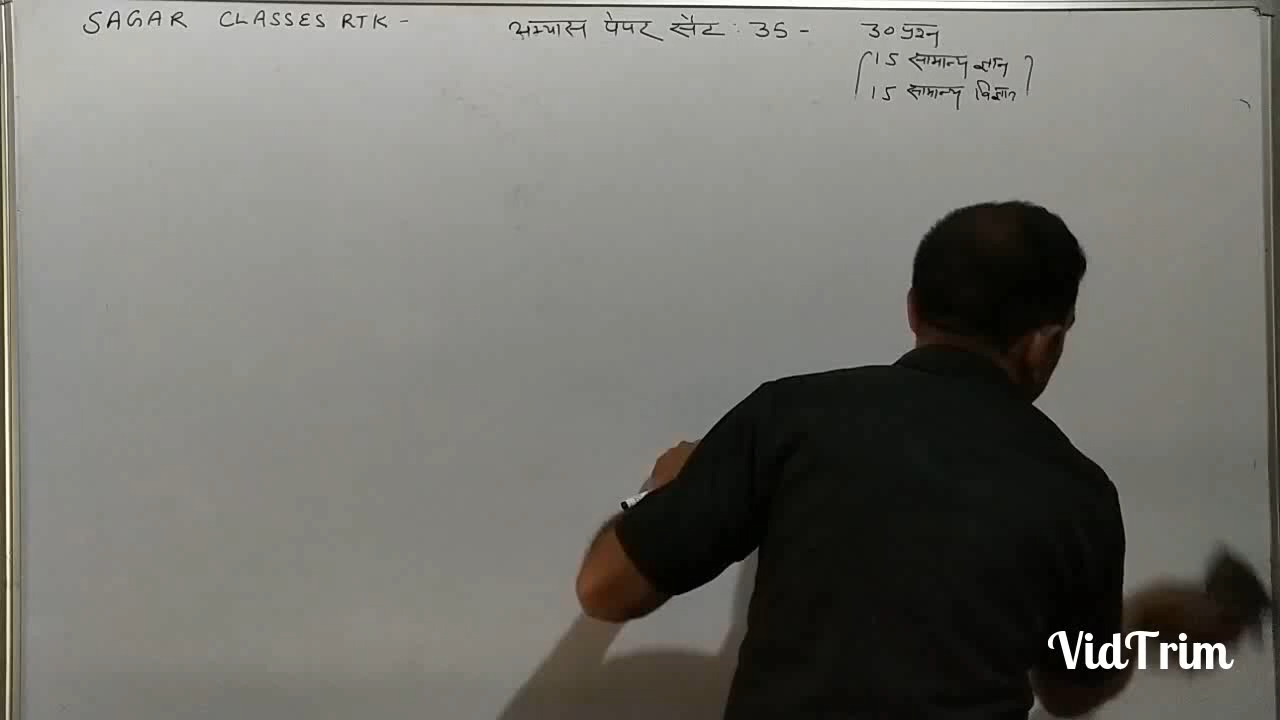 SAGAR CLASSES RTK - अभ्यास पेपर सैट : 35 - 30 प्रश्न
15 सामान्य ज्ञान
15 सामान्य विज्ञान
VidTrim